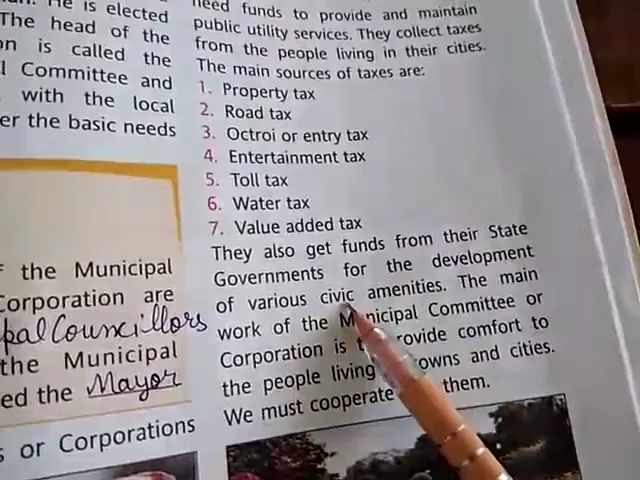 He is elected
The head of the
is called the
Committee and
with the local
the basic needs
the Municipal
Corporation are
Councillors
the Municipal
the Mayor
or Corporations
need funds to provide and maintain
public utility services. They collect taxes
from the people living in their cities.
The main sources of taxes are:
1. Property tax
2. Road tax
3. Octroi or entry tax
4. Entertainment tax
5. Toll tax
6. Water tax
7. Value added tax
They also get funds from their State
Governments for the development
of various civic amenities. The main
work of the Municipal Committee or
Corporation is rovide comfort to
the people living owns and cities.
We must cooperate them.